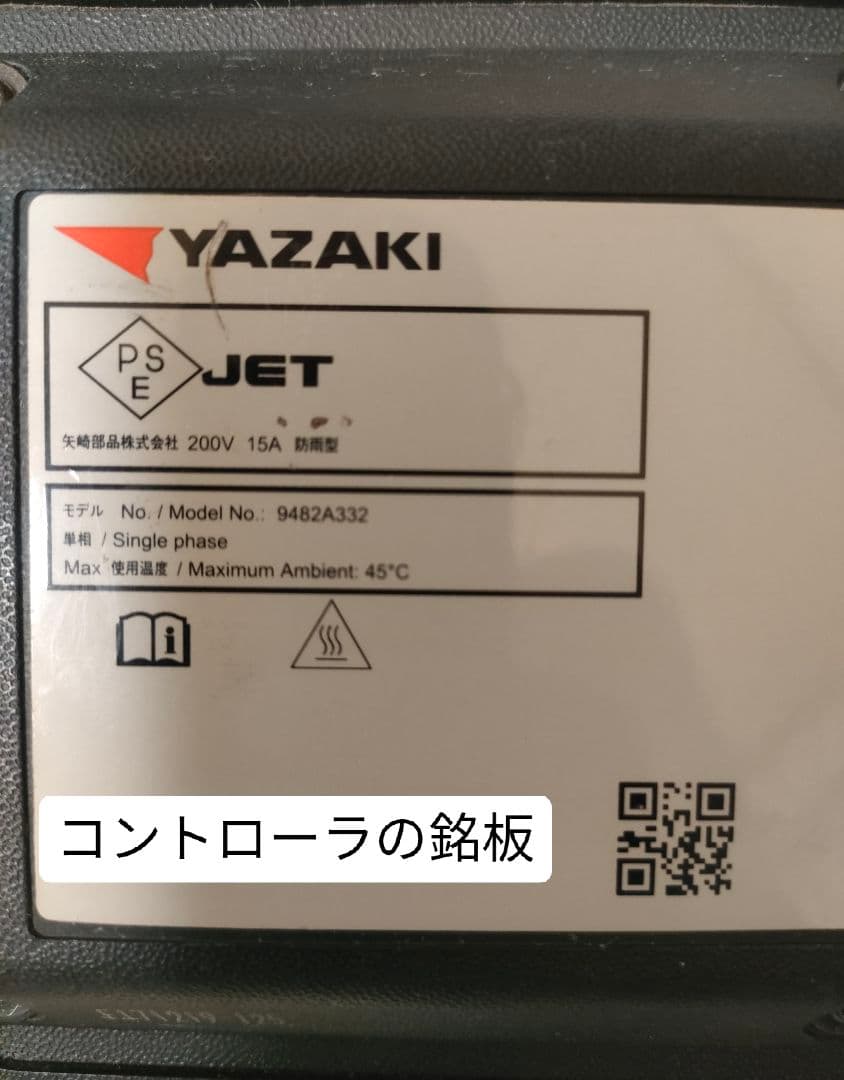 YAZAKI
PSE JET
矢崎部品株式会社 200V 15A 防雨型
モデル No. / Model No.: 9482A332
単相 / Single phase
Max 使用温度 / Maximum Ambient: 45°C
コントローラの銘板